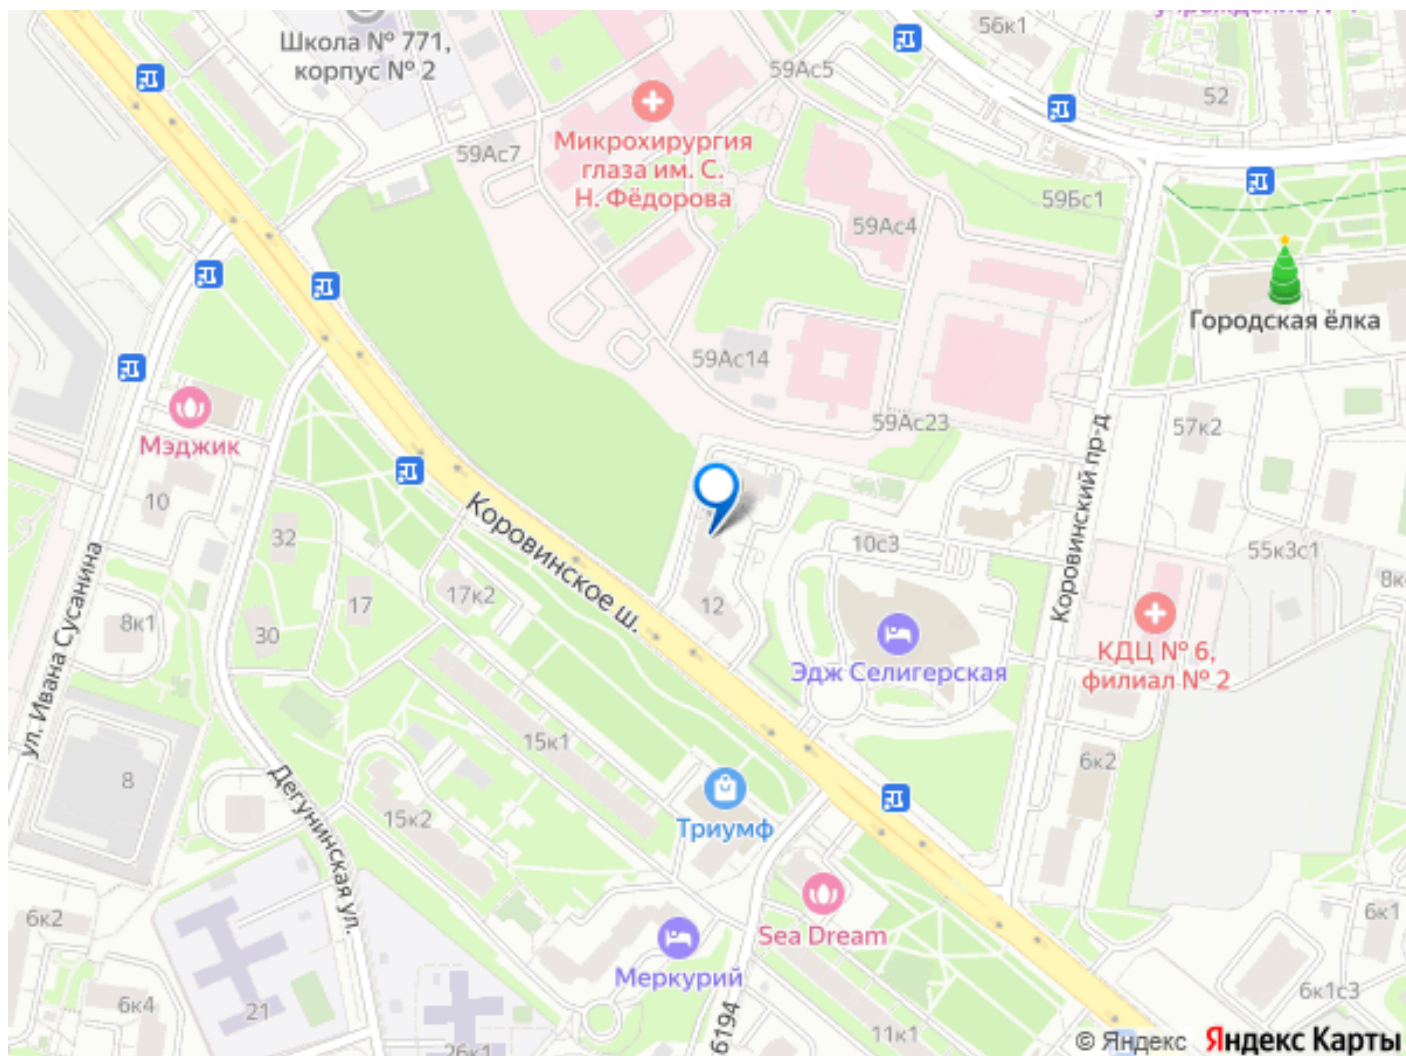 56к1
Школа № 771,
корпус № 2
59Ас5
52
Микрохирургия
глаза им. С.
Н. Фёдорова
59Ас7
59Бс1
59Ас4
Городская ёлка
59Ас14
59Ас23
57к2
Мэджик
10
Коровинское ш.
Коровинский пр-д
32
10с3
55к3с1
17к2
17
12
8к1
30
ул. Ивана Сусанина
Эдж Селигерская
КДЦ № 6,
филиал № 2
15к1
6к2
8
Дегунинская ул.
15к2
Триумф
6к2
Sea Dream
6к1
Меркурий
6к4
21
6к1с3
6194
11к1
26к1
© Яндекс Яндекс Карты